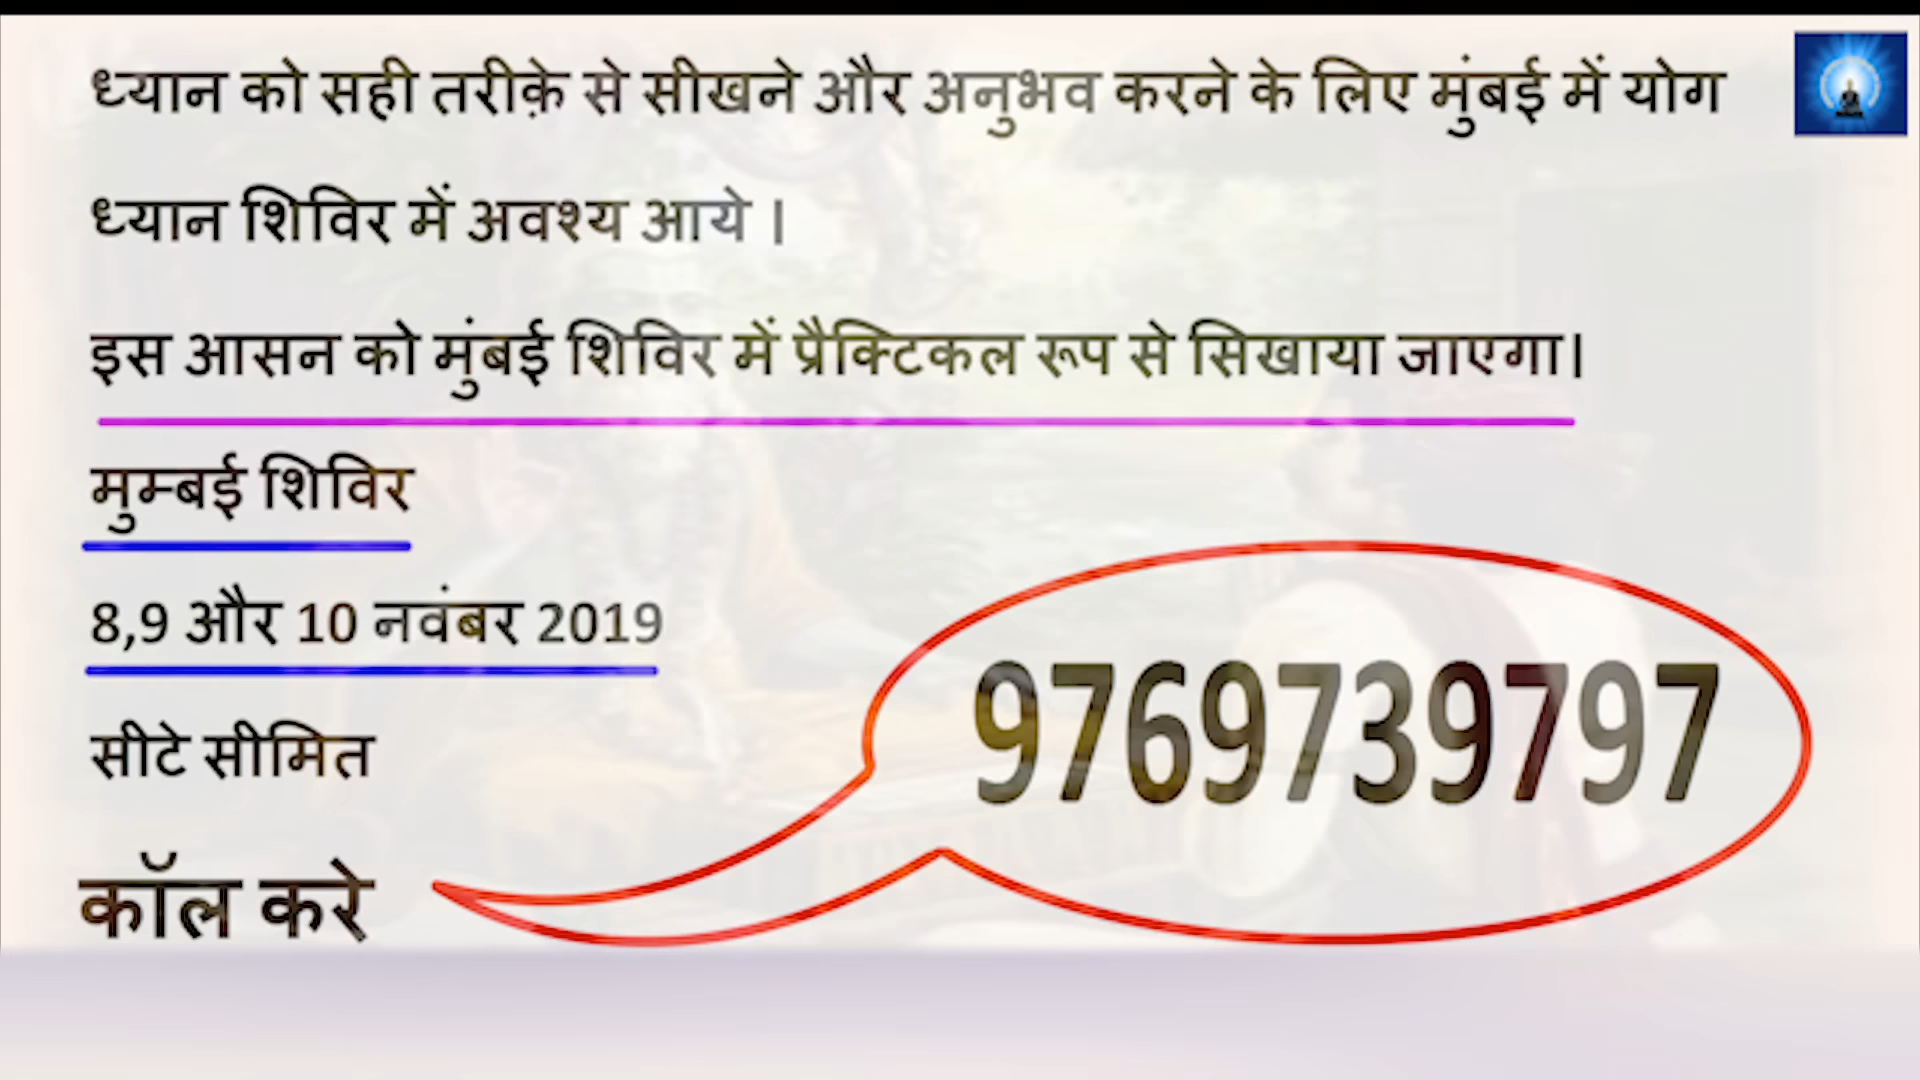 ध्यान को सही तरीक़े से सीखने और अनुभव करने के लिए मुंबई में योग
ध्यान शिविर में अवश्य आये ।
इस आसन को मुंबई शिविर में प्रैक्टिकल रूप से सिखाया जाएगा।
मुम्बई शिविर
8,9 और 10 नवंबर 2019
सीटे सीमित
कॉल करे
9769739797